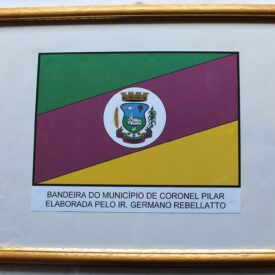 BANDEIRA DO MUNICÍPIO DE CORONEL PILAR
ELABORADA PELO IR. GERMANO REBELLATTO